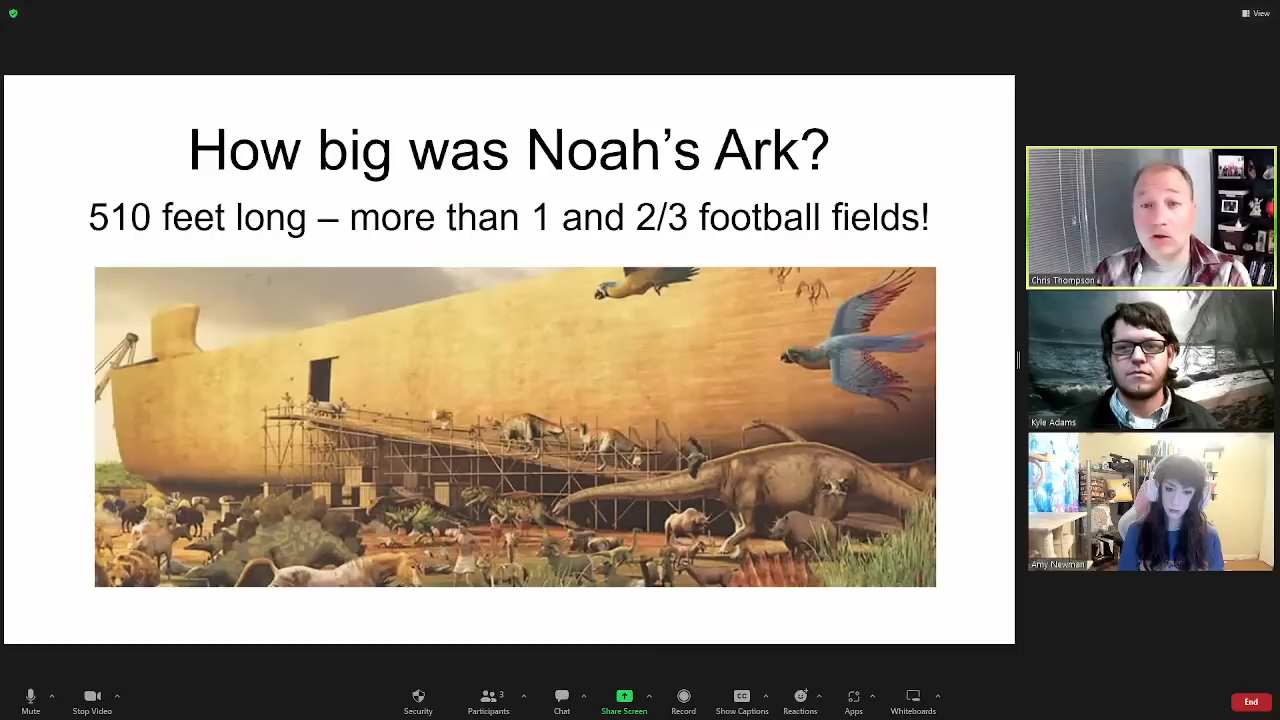 View
How big was Noah's Ark?
510 feet long – more than 1 and 2/3 football fields!
Chris Thompson
Kyle Adams
Amy Newman
Mute
Stop Video
Security
Participants
3
Chat
Share Screen
Record
CC
Show Captions
Reactions
Apps
Whiteboards
End